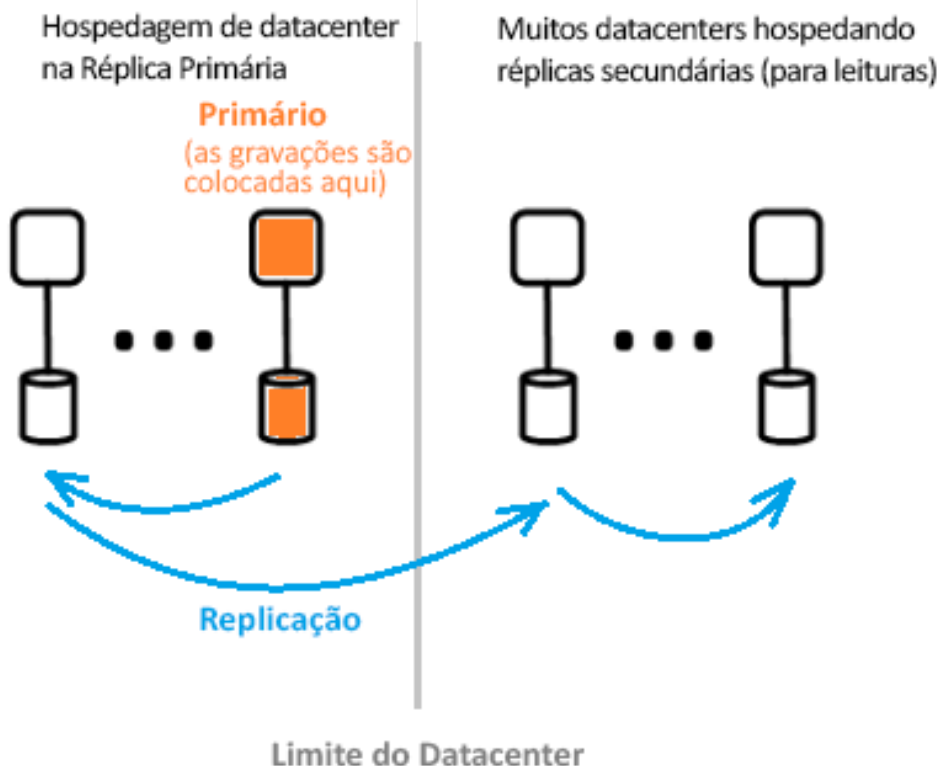 Hospedagem de datacenter
na Réplica Primária
Muitos datacenters hospedando
réplicas secundárias (para leituras)
Primário
(as gravações são
colocadas aqui)
Replicação
Limite do Datacenter